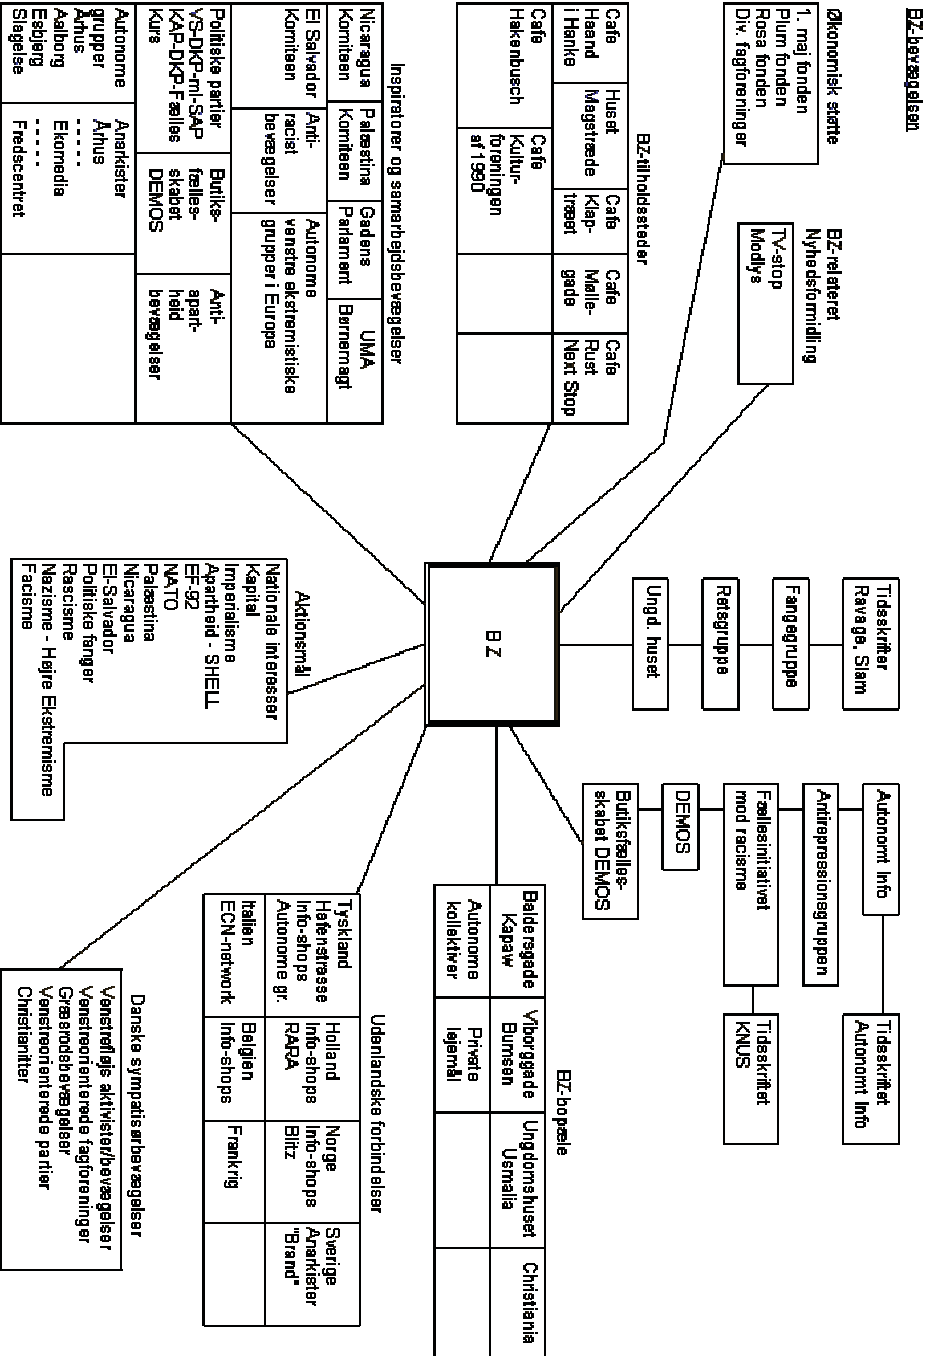 BZ-bevægelsen
Økonomisk støtte
1. maj fonden
Plum fonden
Rosa fonden
Div. fagforeninger
BZ-relateret
Nyhedsformidling
TV-stop
Modlys
Tidsskrifter
Ravage, Slam
Fangegruppe
Retsgruppe
Ungd. huset
Autonomt Info
Tidsskriftet
Autonomt Info
Antirepressionsgruppen
Fællesinitiativet
mod racisme
Tidsskriftet
KNUS
DEMOS
Butiksfælles-
skabet DEMOS
BZ-tilholdssteder
Cafe
Haand
i Hanke
Huset
Magstræde
Cafe
Klap-
træet
Cafe
Mølle-
gade
Cafe
Rust
Next Stop
Cafe
Hakenbusch
Cafe
Kultur-
foreningen
af 1990
BZ
BZ-bopæle
Baldersgade
Kapaw
Viborggade
Bumsen
Ungdomshuset
Usmalia
Christiania
Autonome
kollektiver
Private
lejemål
Inspiratorer og samarbejdsbevægelser
Nicaragua
Komiteen
Palæstina
Komiteen
Gadens
Parlament
UMA
Børnemagt
El Salvador
Komiteen
Anti-
racist
bevægelser
Autonome
venstre ekstremistiske
grupper i Europa
Politiske partier
VS-DKP-ml-SAP
KAP-DKP-Fælles
Kurs
Butiks-
fælles-
skabet
DEMOS
Anti-
apart-
heid
bevægelser
Autonome
grupper
Århus
Aalborg
Esbjerg
Slagelse
Anarkister
Århus
-----
Ekomedia
-----
Fredscentret
Aktionsmål
Nationale interesser
Kapital
Imperialisme
Apartheid - SHELL
EF-92
NATO
Palæstina
Nicaragua
El-Salvador
Politiske fanger
Rascisme
Nazisme - Højre Ekstremisme
Facisme
Udenlandske forbindelser
Tyskland
Hafenstrasse
Info-shops
Autonome gr.
Holland
Info-shops
RARA
Norge
Info-shops
Blitz
Sverige
Anarkister
"Brand"
Italien
ECN-network
Belgien
Info-shops
Frankrig
Danske sympatisørbevægelser
Venstrefløjs aktivister/bevægelser
Venstreorienterede fagforeninger
Græsrodsbevægelser
Venstreorienterede partier
Christianitter